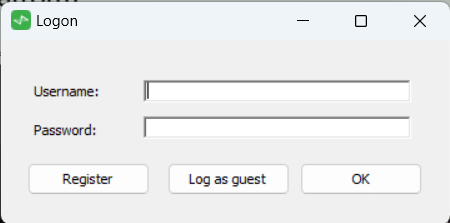 Logon
Username:
Password:
Register Log as guest OK